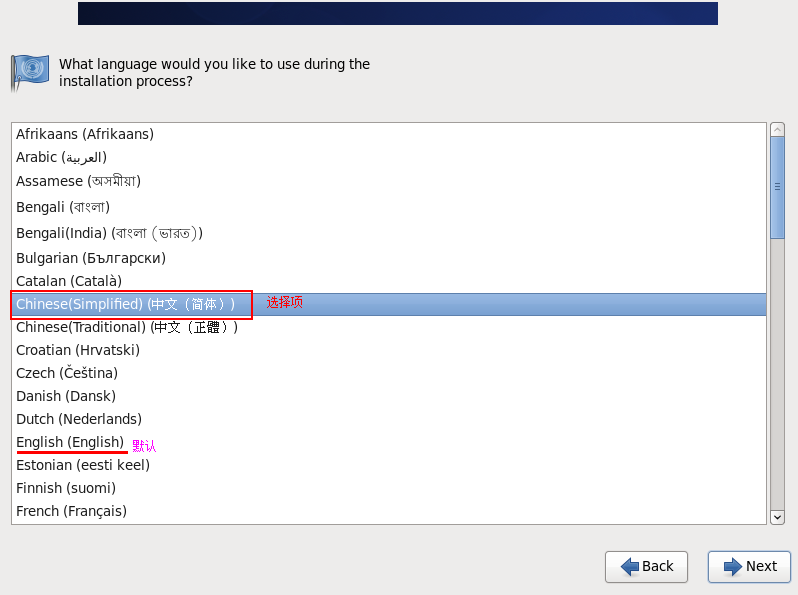 What language would you like to use during the
installation process?
Afrikaans (Afrikaans)
Arabic (العربية)
Assamese (অসমীয়া)
Bengali (বাংলা)
Bengali(India) (বাংলা (ভারত))
Bulgarian (Български)
Catalan (Català)
Chinese(Simplified) (中文（简体）) 选择项
Chinese(Traditional) (中文（正體）)
Croatian (Hrvatski)
Czech (Čeština)
Danish (Dansk)
Dutch (Nederlands)
English (English) 默认
Estonian (eesti keel)
Finnish (suomi)
French (Français)
Back Next